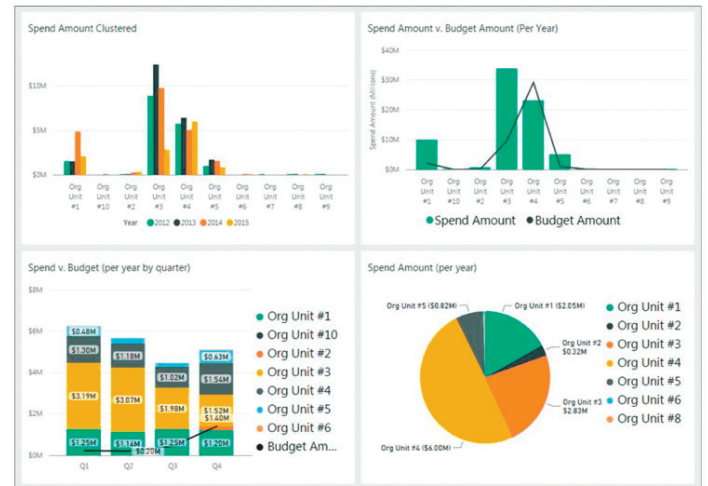 Spend Amount Clustered
$10M
$5M
$0M
Org Unit #1
Org Unit #10
Org Unit #2
Org Unit #3
Org Unit #4
Org Unit #5
Org Unit #6
Org Unit #7
Org Unit #8
Org Unit #9
Year 2012 2013 2014 2015
Spend Amount v. Budget Amount (Per Year)
Spend Amount (Millions)
$40M
$30M
$20M
$10M
$0M
Org Unit #1
Org Unit #10
Org Unit #2
Org Unit #3
Org Unit #4
Org Unit #5
Org Unit #6
Org Unit #7
Org Unit #8
Org Unit #9
Spend Amount Budget Amount
Spend v. Budget (per year by quarter)
$8M
$6M
$4M
$2M
$0M
$0.48M
$1.30M
$3.19M
$1.25M
$1.18M
$3.07M
$1.14M
$0.20M
$1.02M
$1.98M
$1.25M
$0.63M
$1.54M
$1.52M
$1.40M
$1.20M
Q1 Q2 Q3 Q4
Org Unit #1
Org Unit #10
Org Unit #2
Org Unit #3
Org Unit #4
Org Unit #5
Org Unit #6
Budget Am...
Spend Amount (per year)
Org Unit #5 ($0.82M)
Org Unit #1 ($2.05M)
Org Unit #2
$0.32M
Org Unit #3
$2.83M
Org Unit #4 ($6.00M)
Org Unit #1
Org Unit #2
Org Unit #3
Org Unit #4
Org Unit #5
Org Unit #6
Org Unit #8